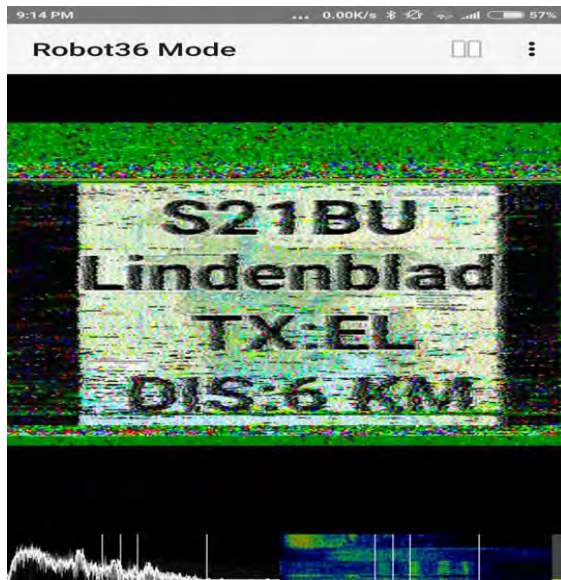 9:14 PM ... 0.00K/s 57%
Robot36 Mode
S21BU
Lindenblad
TX:EL
DIS:6 KM